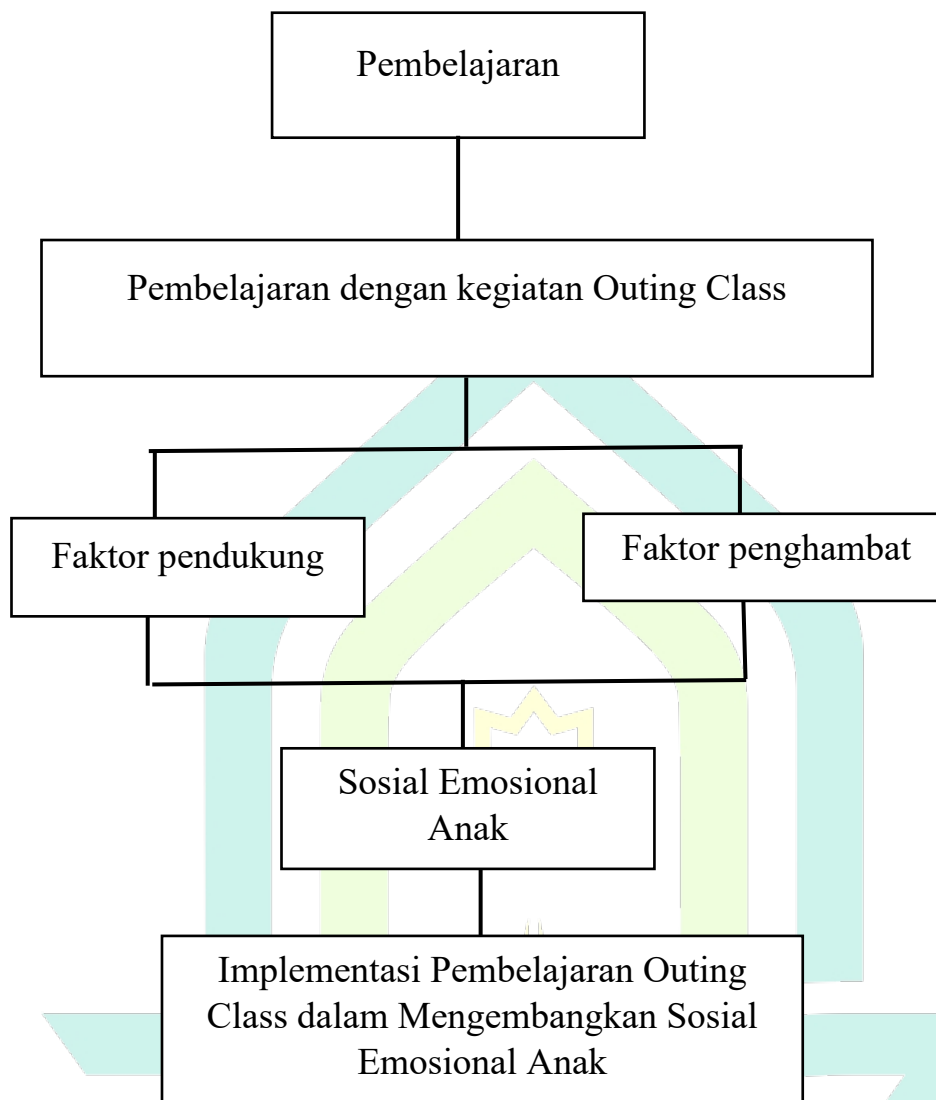 Pembelajaran
Pembelajaran dengan kegiatan Outing Class
Faktor pendukung
Faktor penghambat
Sosial Emosional
Anak
Implementasi Pembelajaran Outing
Class dalam Mengembangkan Sosial
Emosional Anak